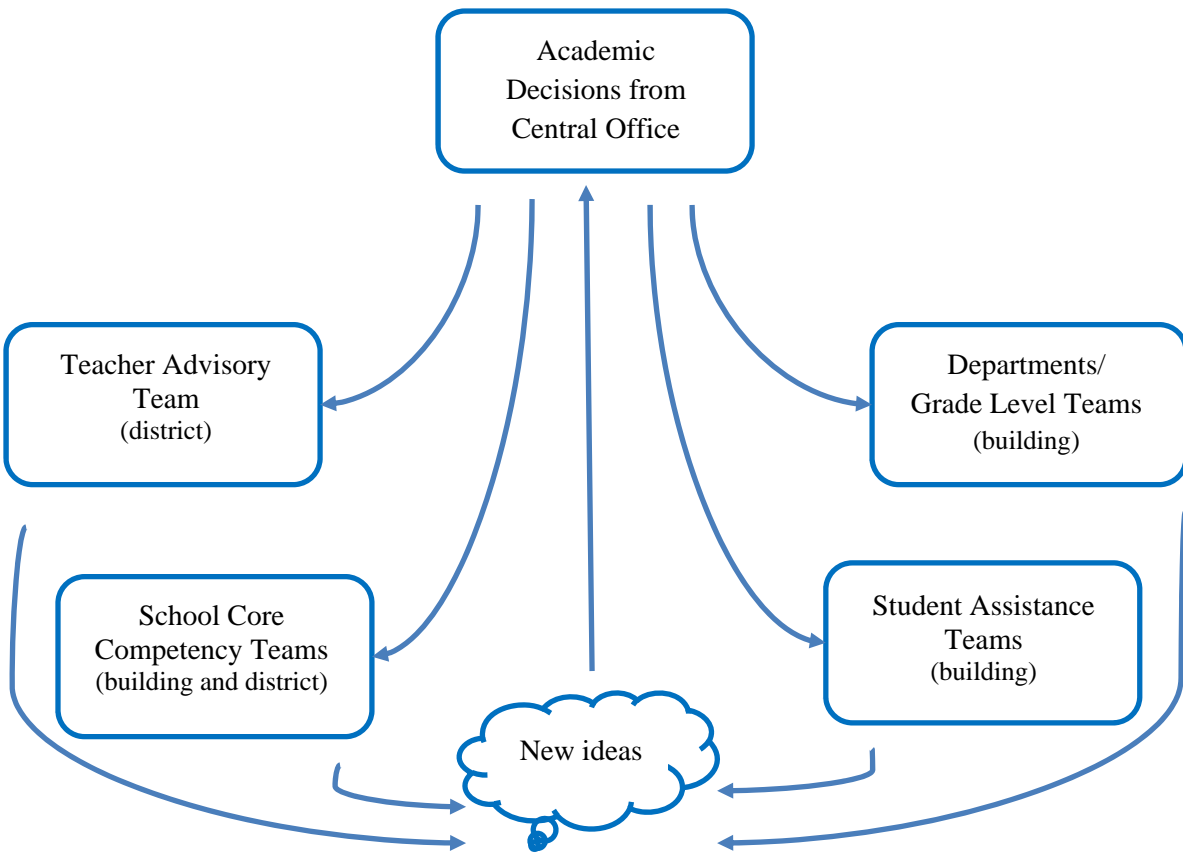 Academic
Decisions from
Central Office
Teacher Advisory
Team
(district)
Departments/
Grade Level Teams
(building)
School Core
Competency Teams
(building and district)
Student Assistance
Teams
(building)
New ideas